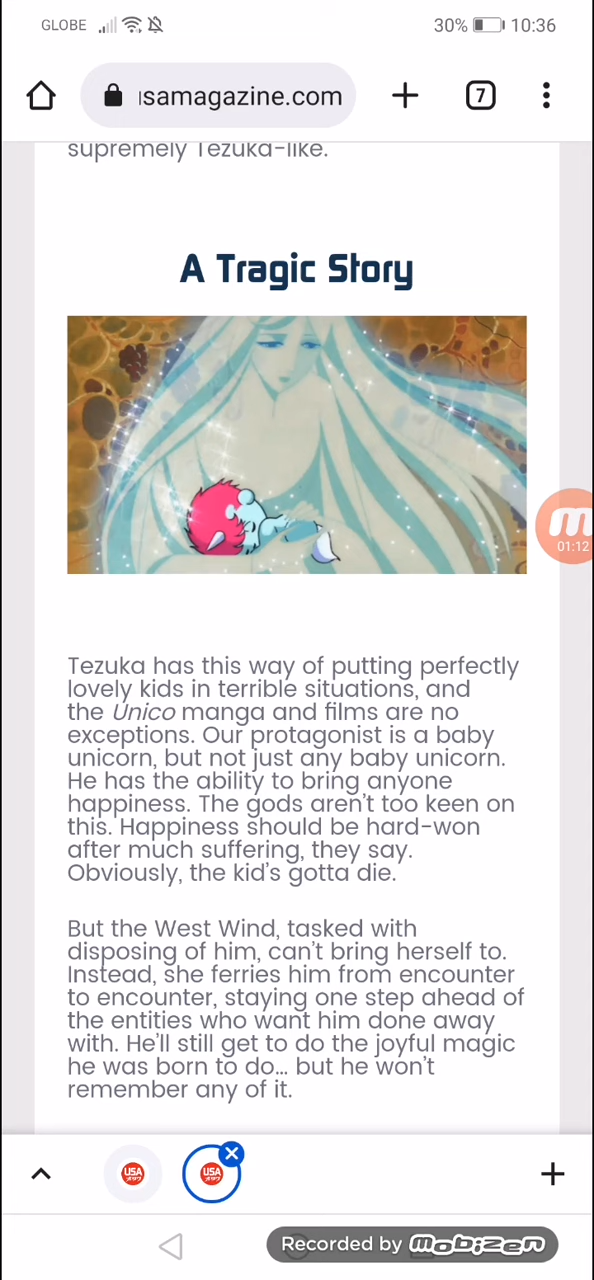 GLOBE
30% 10:36
usamagazine.com
7
supremely Tezuka-like.
A Tragic Story
01:12
Tezuka has this way of putting perfectly
lovely kids in terrible situations, and
the Unico manga and films are no
exceptions. Our protagonist is a baby
unicorn, but not just any baby unicorn.
He has the ability to bring anyone
happiness. The gods aren't too keen on
this. Happiness should be hard-won
after much suffering, they say.
Obviously, the kid's gotta die.
But the West Wind, tasked with
disposing of him, can't bring herself to.
Instead, she ferries him from encounter
to encounter, staying one step ahead of
the entities who want him done away
with. He'll still get to do the joyful magic
he was born to do... but he won't
remember any of it.
USA
USA
Recorded by mobizen